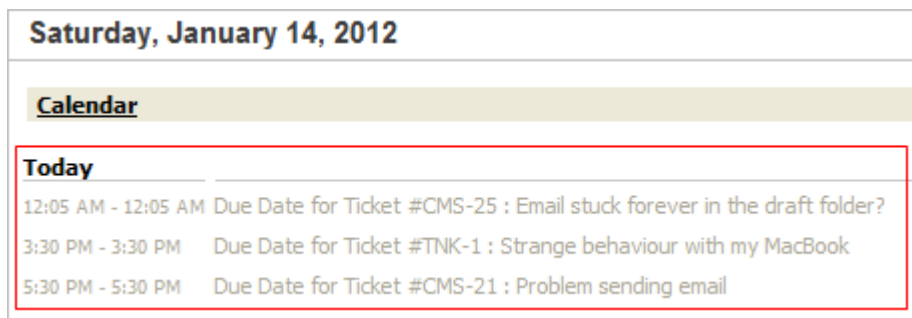 Saturday, January 14, 2012
Calendar
Today
12:05 AM - 12:05 AM Due Date for Ticket #CMS-25 : Email stuck forever in the draft folder?
3:30 PM - 3:30 PM Due Date for Ticket #TNK-1 : Strange behaviour with my MacBook
5:30 PM - 5:30 PM Due Date for Ticket #CMS-21 : Problem sending email